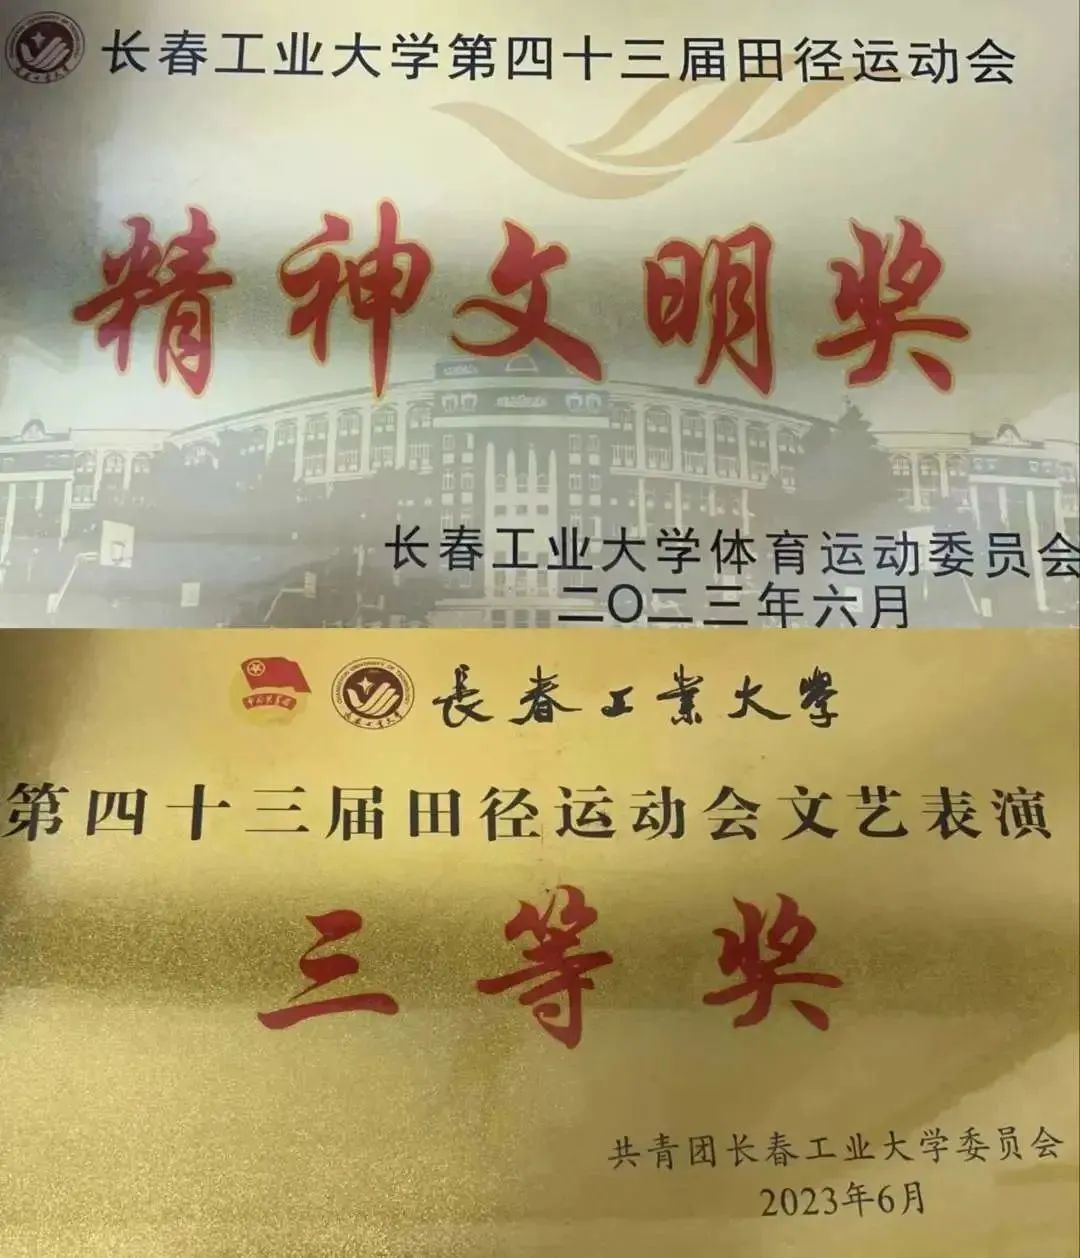 长春工业大学第四十三届田径运动会
精神文明奖
长春工业大学体育运动委员会
二〇二三年六月
長春工業大學
第四十三届田径运动会文艺表演
三等奖
共青团长春工业大学委员会
2023年6月